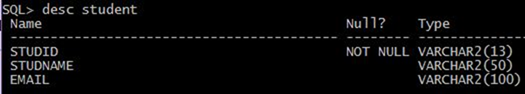 SQL> desc student
Name Null? Type
----------------------------------------- -------- ----------------
STUDID NOT NULL VARCHAR2(13)
STUDNAME VARCHAR2(50)
EMAIL VARCHAR2(100)